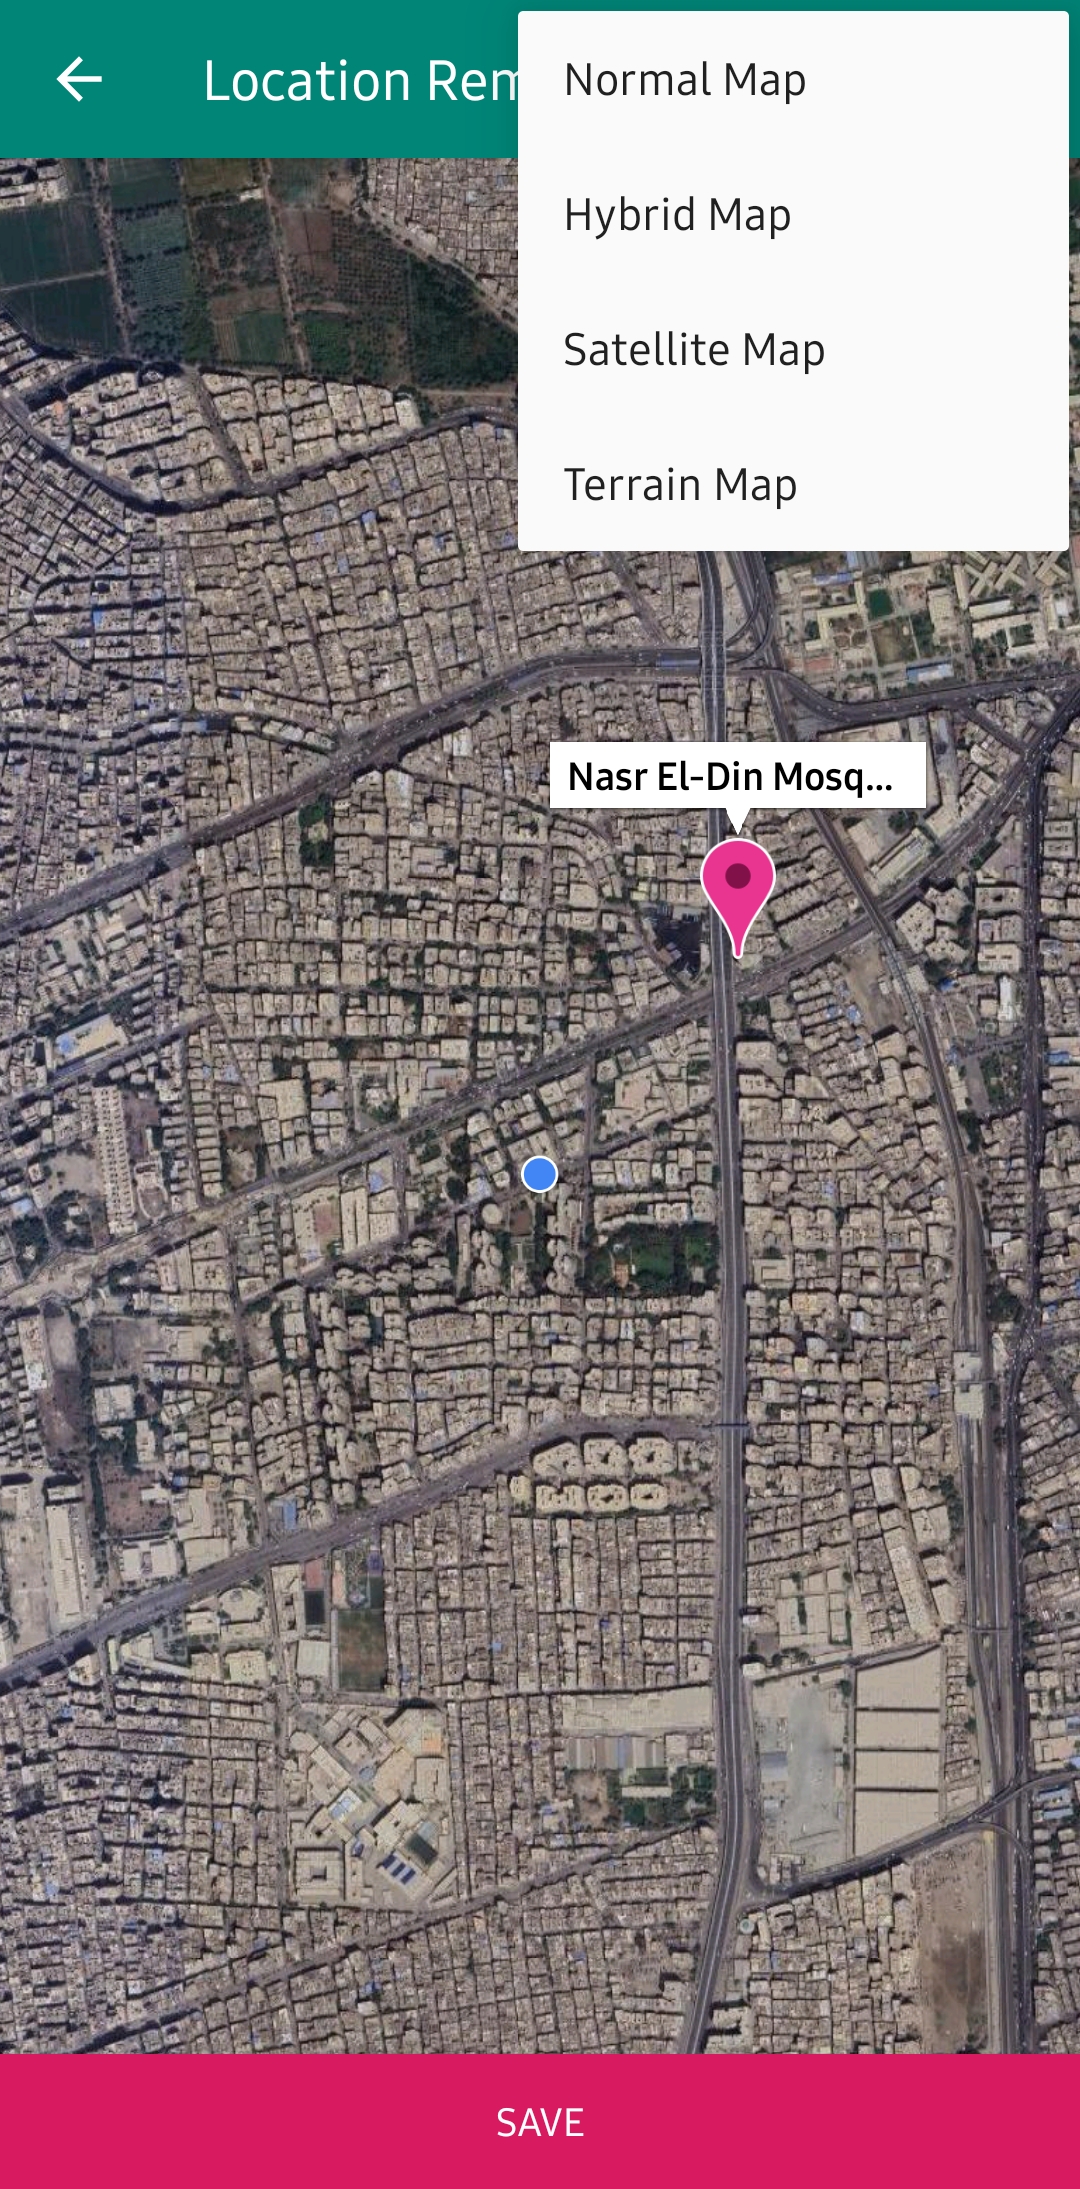 Location Rem
Normal Map
Hybrid Map
Satellite Map
Terrain Map
Nasr El-Din Mosq...
SAVE